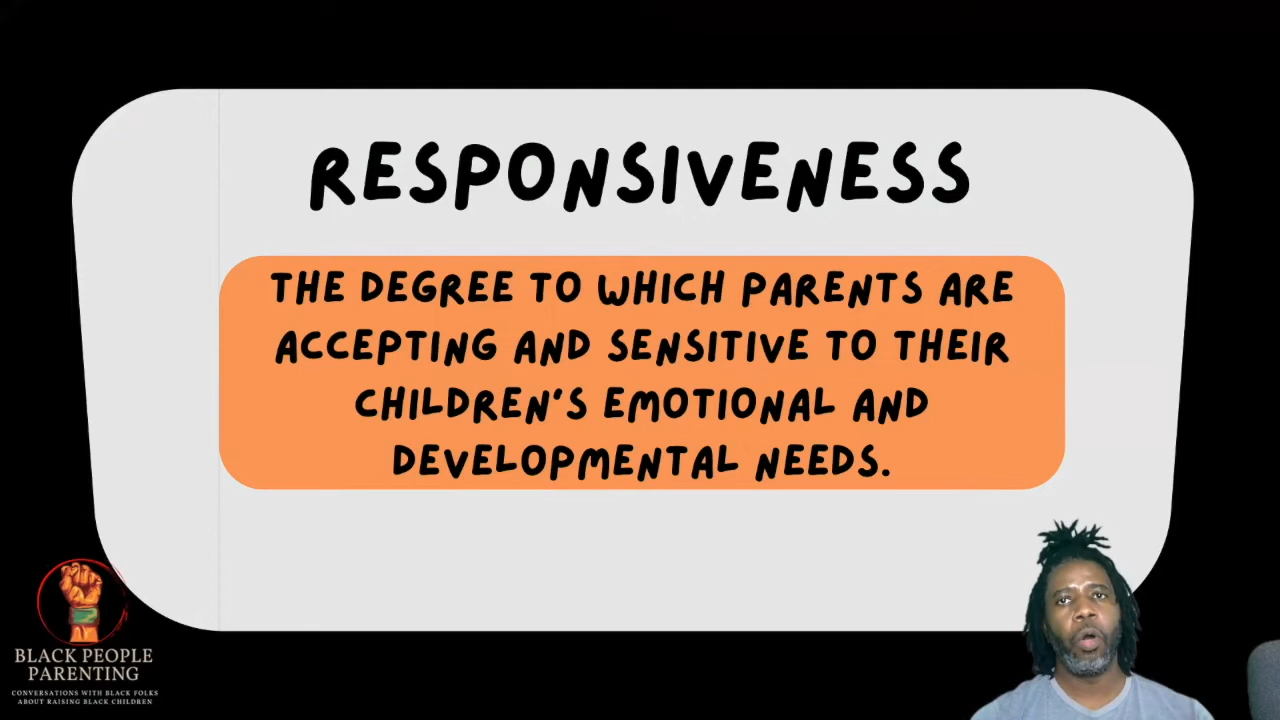 RESPONSIVENESS
THE DEGREE TO WHICH PARENTS ARE
ACCEPTING AND SENSITIVE TO THEIR
CHILDREN'S EMOTIONAL AND
DEVELOPMENTAL NEEDS.
BLACK PEOPLE
PARENTING
CONVERSATIONS WITH BLACK FOLKS
ABOUT RAISING BLACK CHILDREN